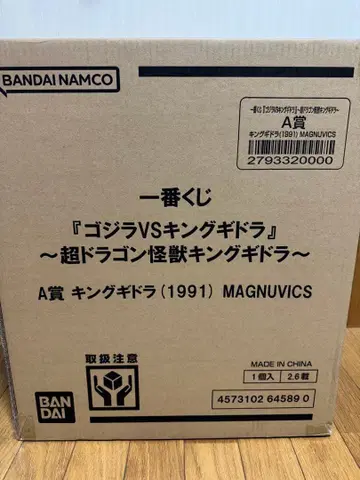 BANDAI NAMCO
一番くじ『ゴジラVSキングギドラ』~超ドラゴン怪獣キングギドラ~
A賞
キングギドラ(1991) MAGNUVICS
2793320000
一番くじ
『ゴジラVSキングギドラ』
~超ドラゴン怪獣キングギドラ~
A賞 キングギドラ(1991) MAGNUVICS
取扱注意
MADE IN CHINA
1個入 2.6載
4573102 64589 0
BAN
DAI